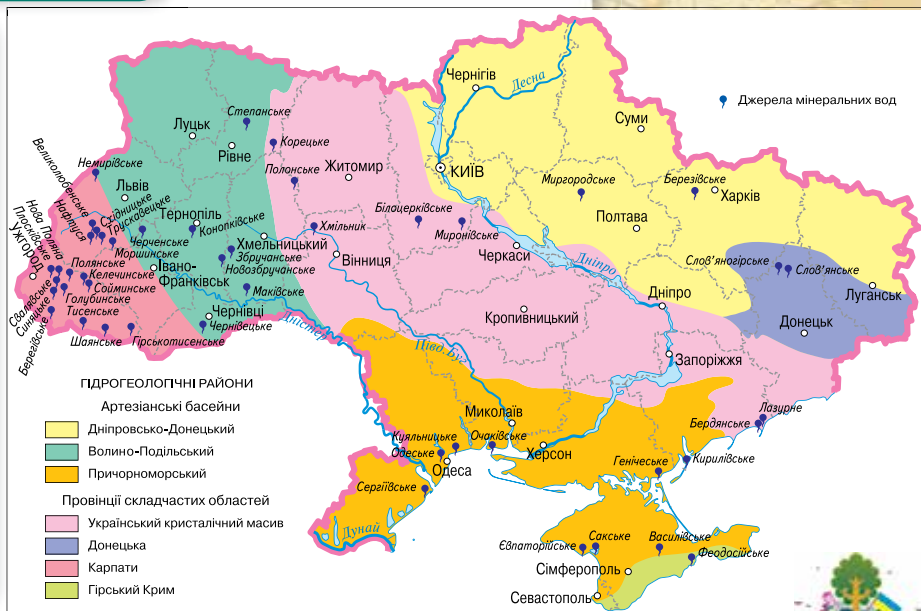 Чернігів
Десна
Джерела мінеральних вод
Суми
Степанське
Луцьк
Рівне
Корецьке
КИЇВ
Житомир
Полонське
Великолюбенське
Немирівське
Львів
Миргородське
Березівське
Харків
Полтава
Нафтуся
Східницьке
Трускавецьке
Тернопіль
Конопківське
Білацерківське
Миронівське
Хмільник
Хмельницький
Черкаси
Нова Поляна
Плосківське
УЖГОРОД
Черченське
Моршинське
Збручанське
Новозбручанське
Вінниця
Дніпро
Слов'яногірське
Слов'янське
Полянське
Келечинське
Сойминське
Івано-
Франківськ
Маківське
Луганськ
Свалявське
Синяцьке
Голубинське
Тисенське
Берегівське
Шаянське
Гірськотисенське
Чернівці
Чернівецьке
Дністер
Кропивницький
Дніпро
Донецьк
Півд. Буг
Запоріжжя
ГІДРОГЕОЛОГІЧНІ РАЙОНИ
Артезіанські басейни
Дніпровсько-Донецький
Волино-Подільський
Причорноморський
Провінції складчастих областей
Український кристалічний масив
Донецька
Карпати
Гірський Крим
Миколаїв
Лазурне
Бердянське
Куяльницьке
Очаківське
Одеське
Одеса
Херсон
Генічеське
Кирилівське
Сергіївське
Дунай
Євпаторійське
Сакське
Василівське
Феодосійське
Сімферополь
Севастополь